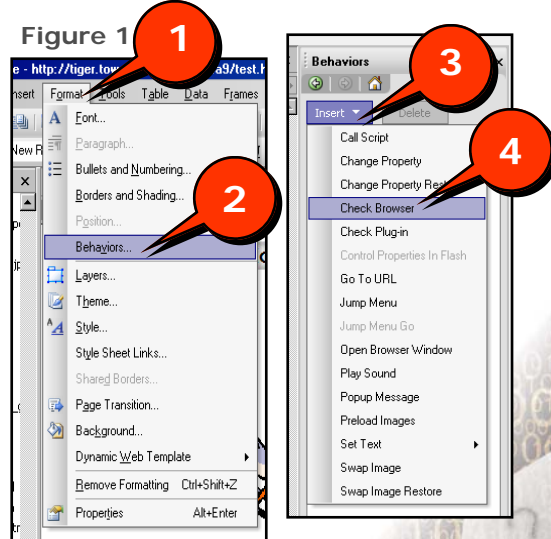 Figure 1
1
e - http://tiger.tow
a9/test.h
nsert Format Tools Table Data Frames
New R
Font...
Paragraph...
Bullets and Numbering...
Borders and Shading...
Position...
Behaviors...
Layers...
Theme...
Style...
Style Sheet Links...
Shared Borders...
Page Transition...
Background...
Dynamic Web Template
Remove Formatting Ctrl+Shift+Z
Properties Alt+Enter
2
Behaviors
3
Insert Delete
4
Call Script
Change Property
Change Property Res
Check Browser
Check Plug-in
Control Properties In Flash
Go To URL
Jump Menu
Jump Menu Go
Open Browser Window
Play Sound
Popup Message
Preload Images
Set Text
Swap Image
Swap Image Restore